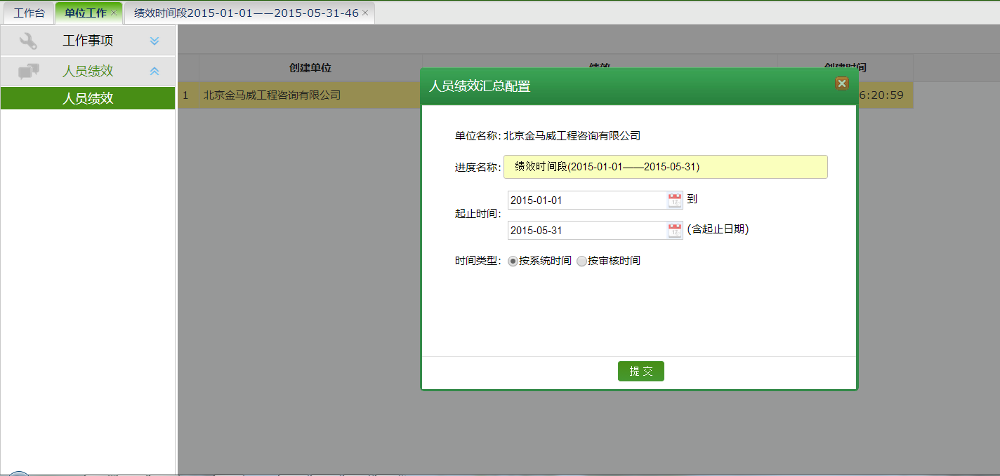 工作台 单位工作 绩效时间段2015-01-01——2015-05-31-46
工作事项
人员绩效
人员绩效
创建单位 绩效 创建时间
1 北京金马威工程咨询有限公司 6:20:59
人员绩效汇总配置
单位名称: 北京金马威工程咨询有限公司
进度名称: 绩效时间段(2015-01-01——2015-05-31)
起止时间: 2015-01-01 到
2015-05-31 (含起止日期)
时间类型: 按系统时间 按审核时间
提 交